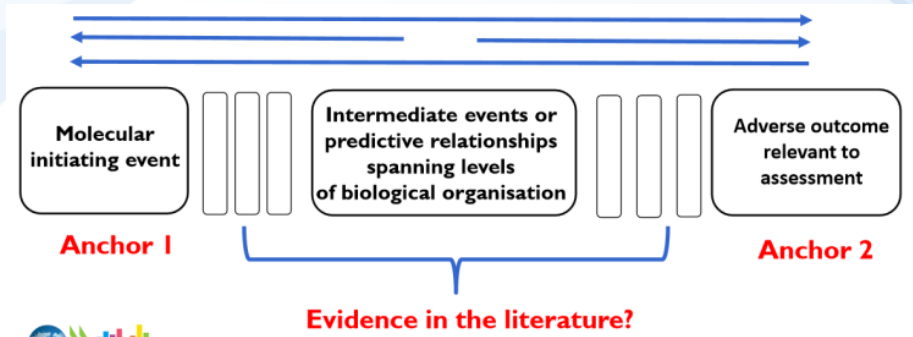 Molecular
initiating event
Intermediate events or
predictive relationships
spanning levels
of biological organisation
Adverse outcome
relevant to
assessment
Anchor 1
Anchor 2
Evidence in the literature?